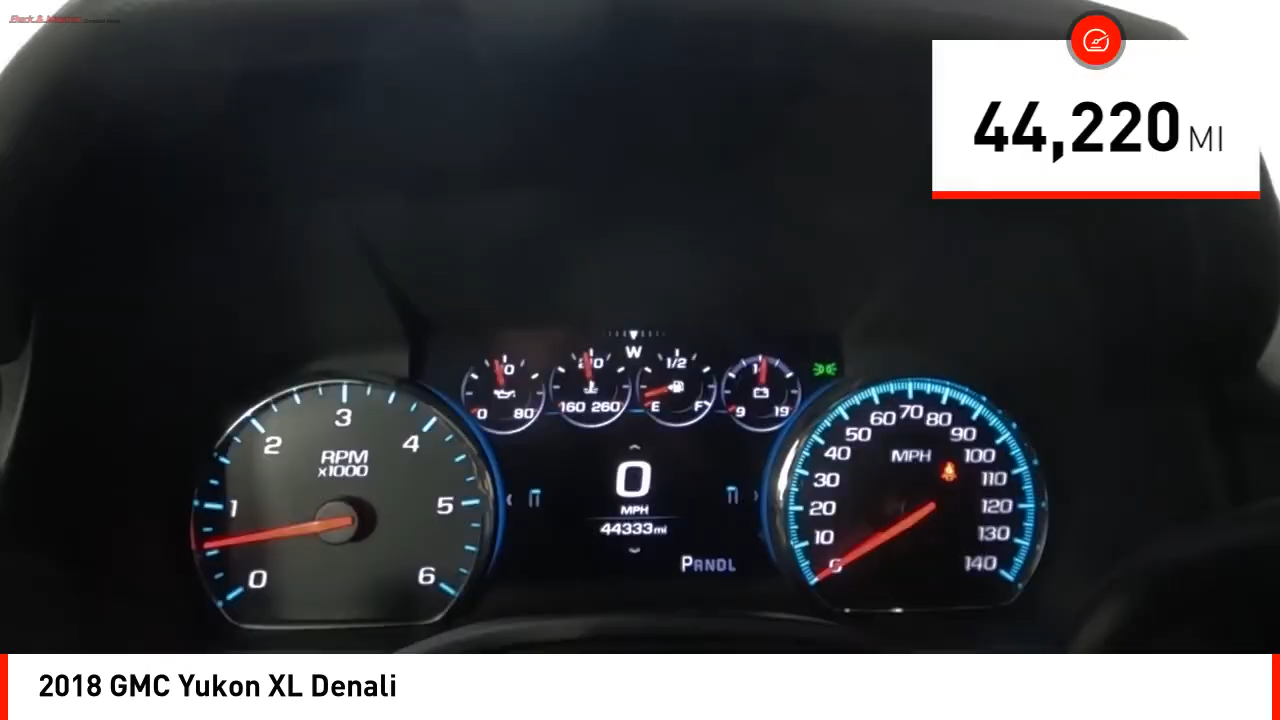 44,220 MI
W
1/2
0 80
160 260
E F
9 19
0 1 2 3 4 5 6
RPM
x1000
0
MPH
44333mi
PRNDL
MPH
10 20 30 40 50 60 70 80 90 100 110 120 130 140
2018 GMC Yukon XL Denali